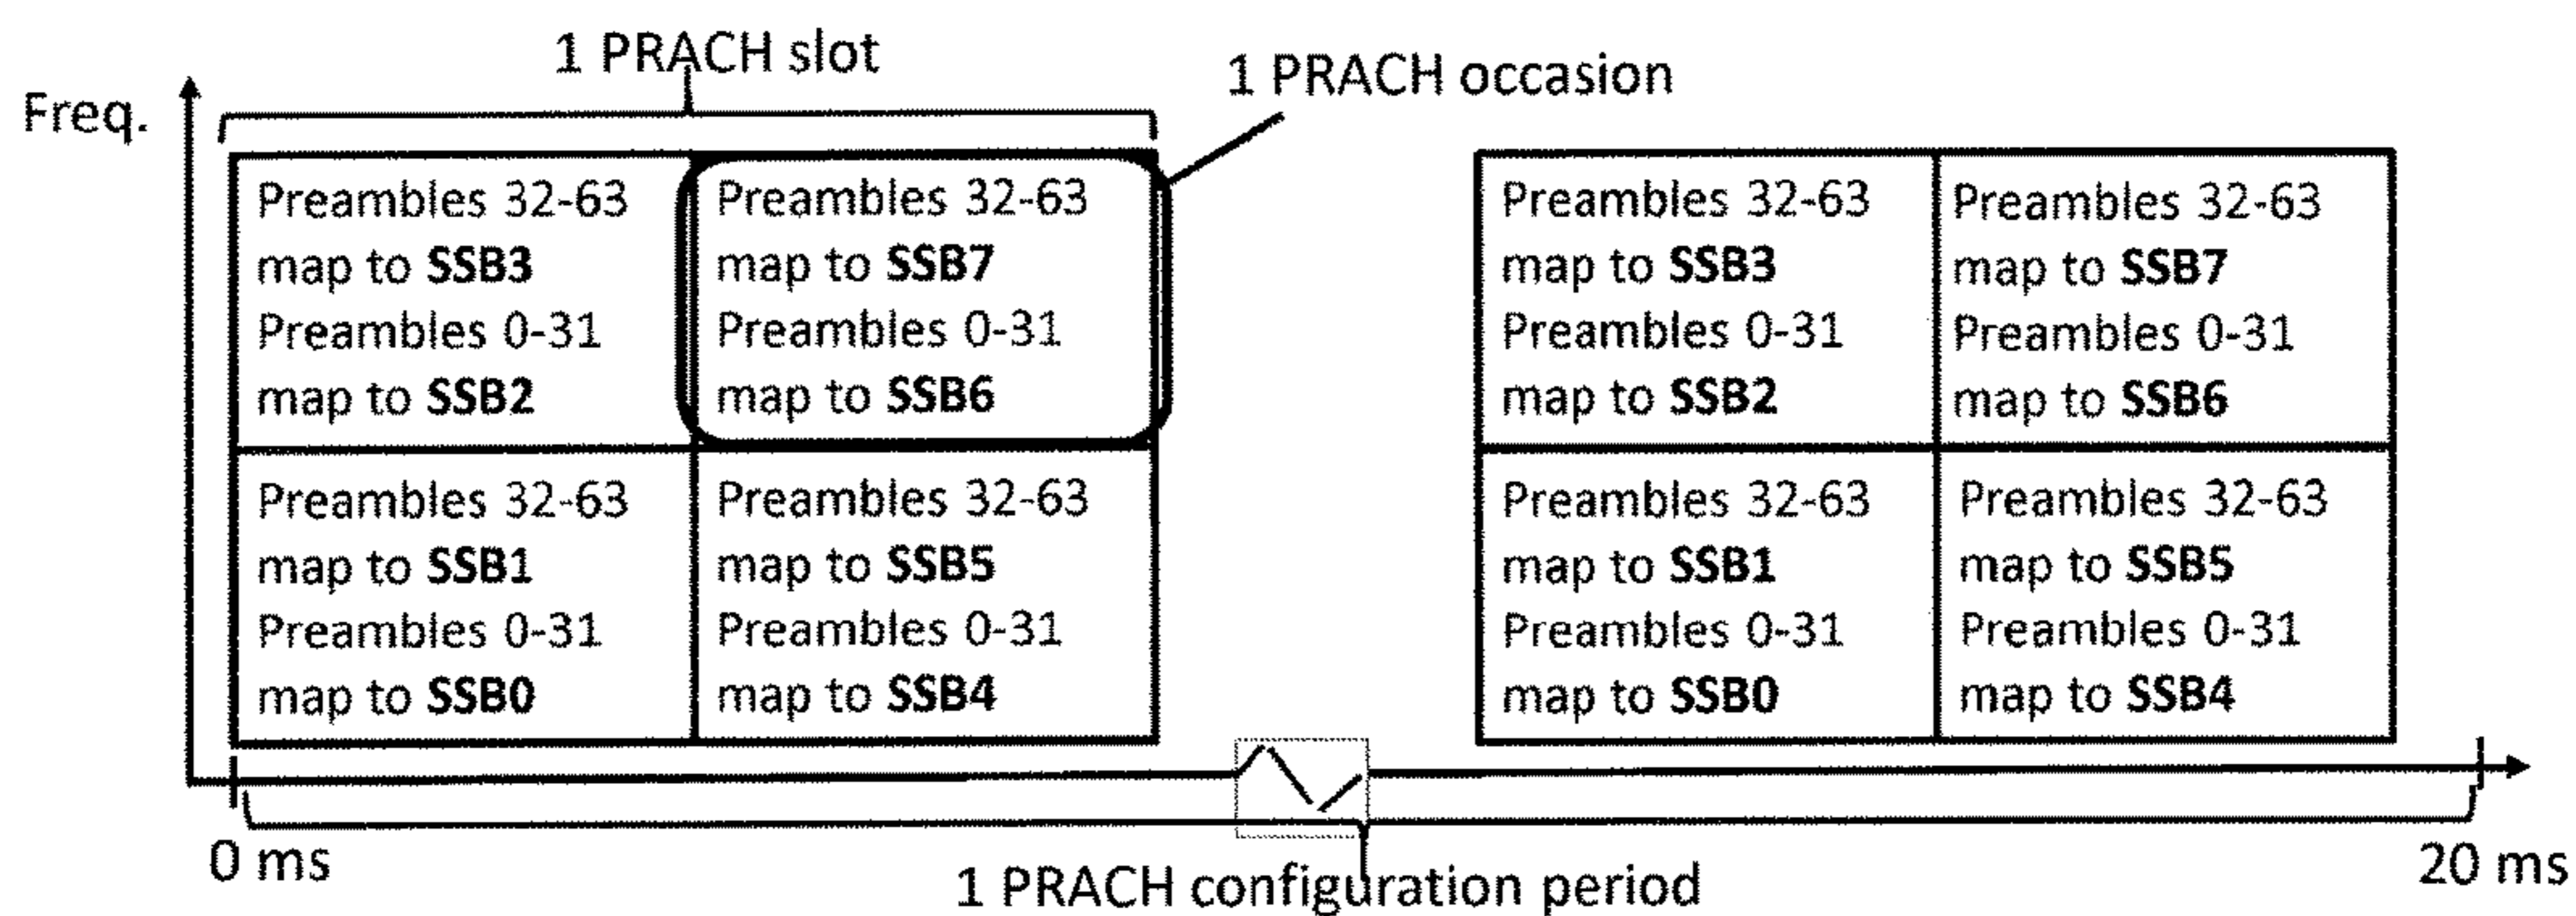 1 PRACH slot
1 PRACH occasion
Freq.
Preambles 32-63
map to SSB3
Preambles 0-31
map to SSB2
Preambles 32-63
map to SSB7
Preambles 0-31
map to SSB6
Preambles 32-63
map to SSB3
Preambles 0-31
map to SSB2
Preambles 32-63
map to SSB7
Preambles 0-31
map to SSB6
Preambles 32-63
map to SSB1
Preambles 0-31
map to SSB0
Preambles 32-63
map to SSB5
Preambles 0-31
map to SSB4
Preambles 32-63
map to SSB1
Preambles 0-31
map to SSB0
Preambles 32-63
map to SSB5
Preambles 0-31
map to SSB4
0 ms
20 ms
1 PRACH configuration period